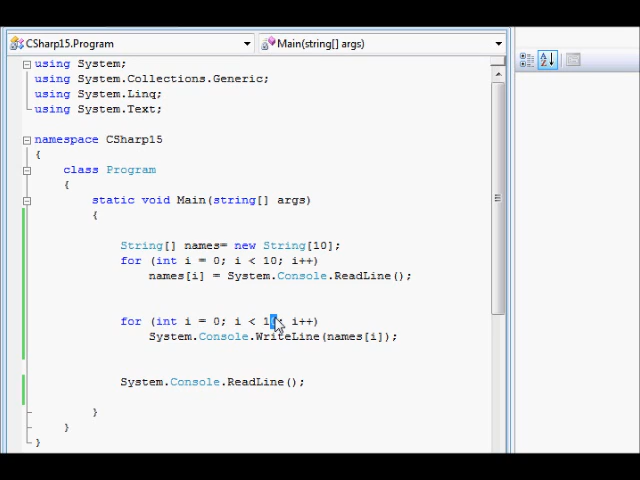 CSharp15.Program
Main(string[] args)
using System;
using System.Collections.Generic;
using System.Linq;
using System.Text;
namespace CSharp15
{
class Program
{
static void Main(string[] args)
{
String[] names= new String[10];
for (int i = 0; i < 10; i++)
names[i] = System.Console.ReadLine();
for (int i = 0; i < 10; i++)
System.Console.WriteLine(names[i]);
System.Console.ReadLine();
}
}
}